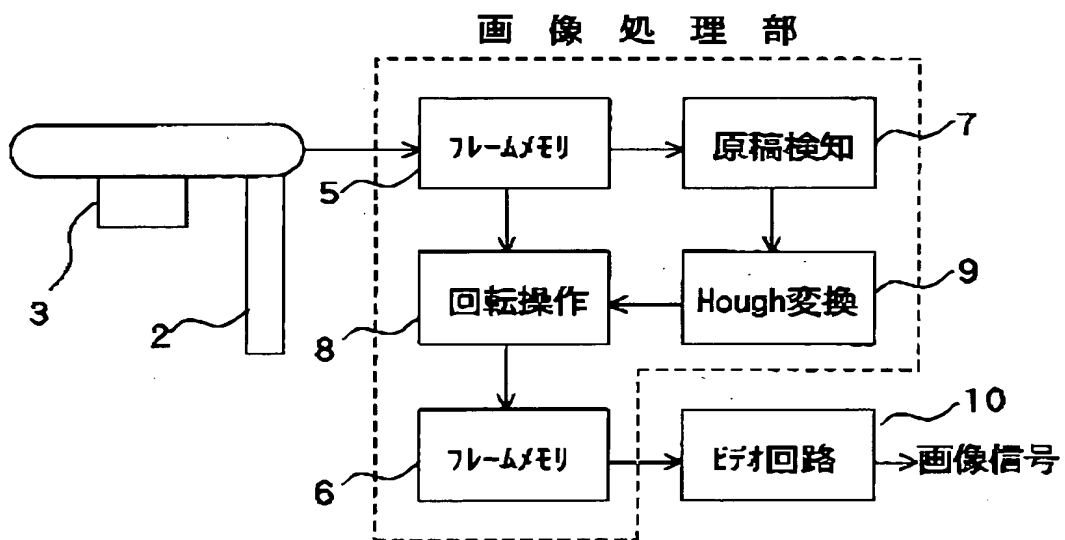 画像処理部
フレームメモリ
原稿検知
7
5
3
2
回転操作
Hough変換
9
8
フレームメモリ
ビデオ回路
10
画像信号
6